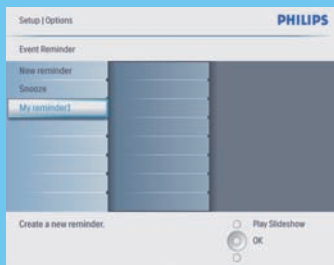 Setup | Options
PHILIPS
Event Reminder
New reminder
Snooze
My reminder1
Create a new reminder.
Play Slideshow
OK